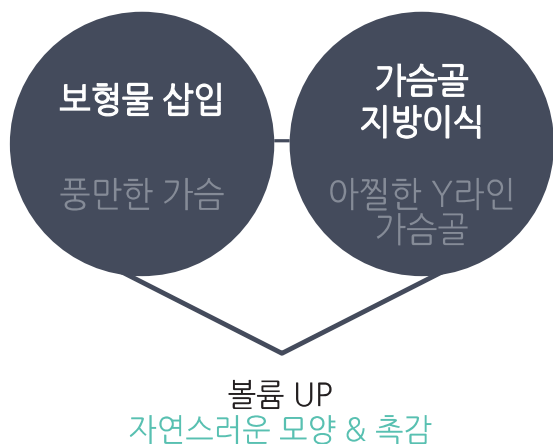 보형물 삽입
풍만한 가슴
가슴골
지방이식
아찔한 Y라인
가슴골
볼륨 UP
자연스러운 모양 & 촉감